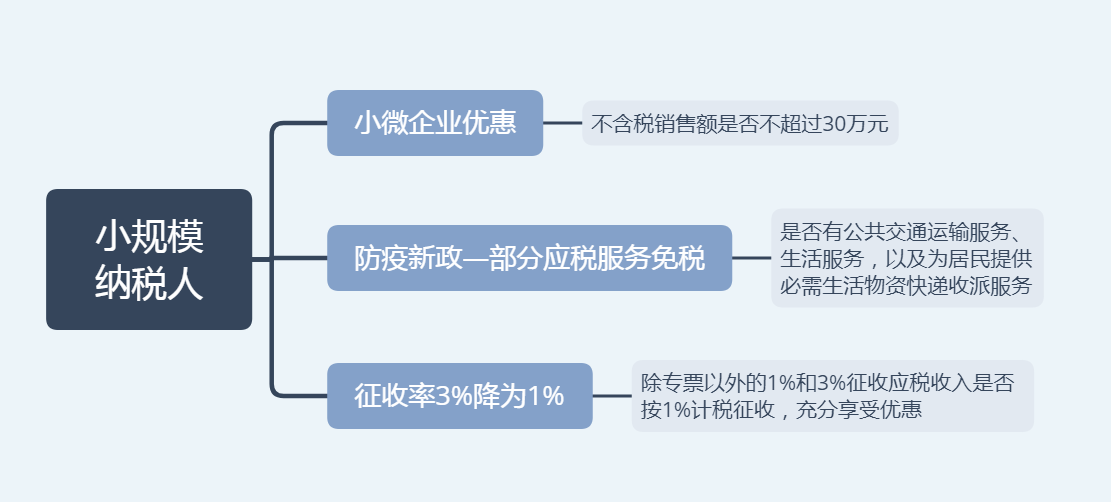 小规模
纳税人
小微企业优惠
不含税销售额是否不超过30万元
防疫新政—部分应税服务免税
是否有公共交通运输服务、
生活服务，以及为居民提供
必需生活物资快递收派服务
征收率3%降为1%
除专票以外的1%和3%征收应税收入是否
按1%计税征收，充分享受优惠